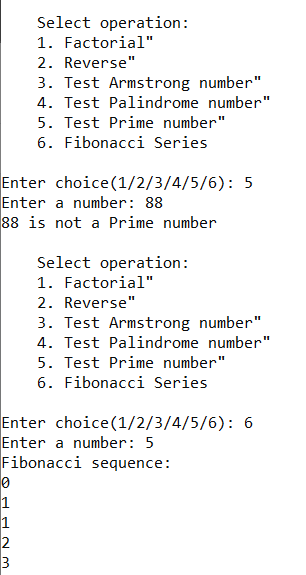 Select operation:
1. Factorial"
2. Reverse"
3. Test Armstrong number"
4. Test Palindrome number"
5. Test Prime number"
6. Fibonacci Series
Enter choice(1/2/3/4/5/6): 5
Enter a number: 88
88 is not a Prime number
Select operation:
1. Factorial"
2. Reverse"
3. Test Armstrong number"
4. Test Palindrome number"
5. Test Prime number"
6. Fibonacci Series
Enter choice(1/2/3/4/5/6): 6
Enter a number: 5
Fibonacci sequence:
0
1
1
2
3